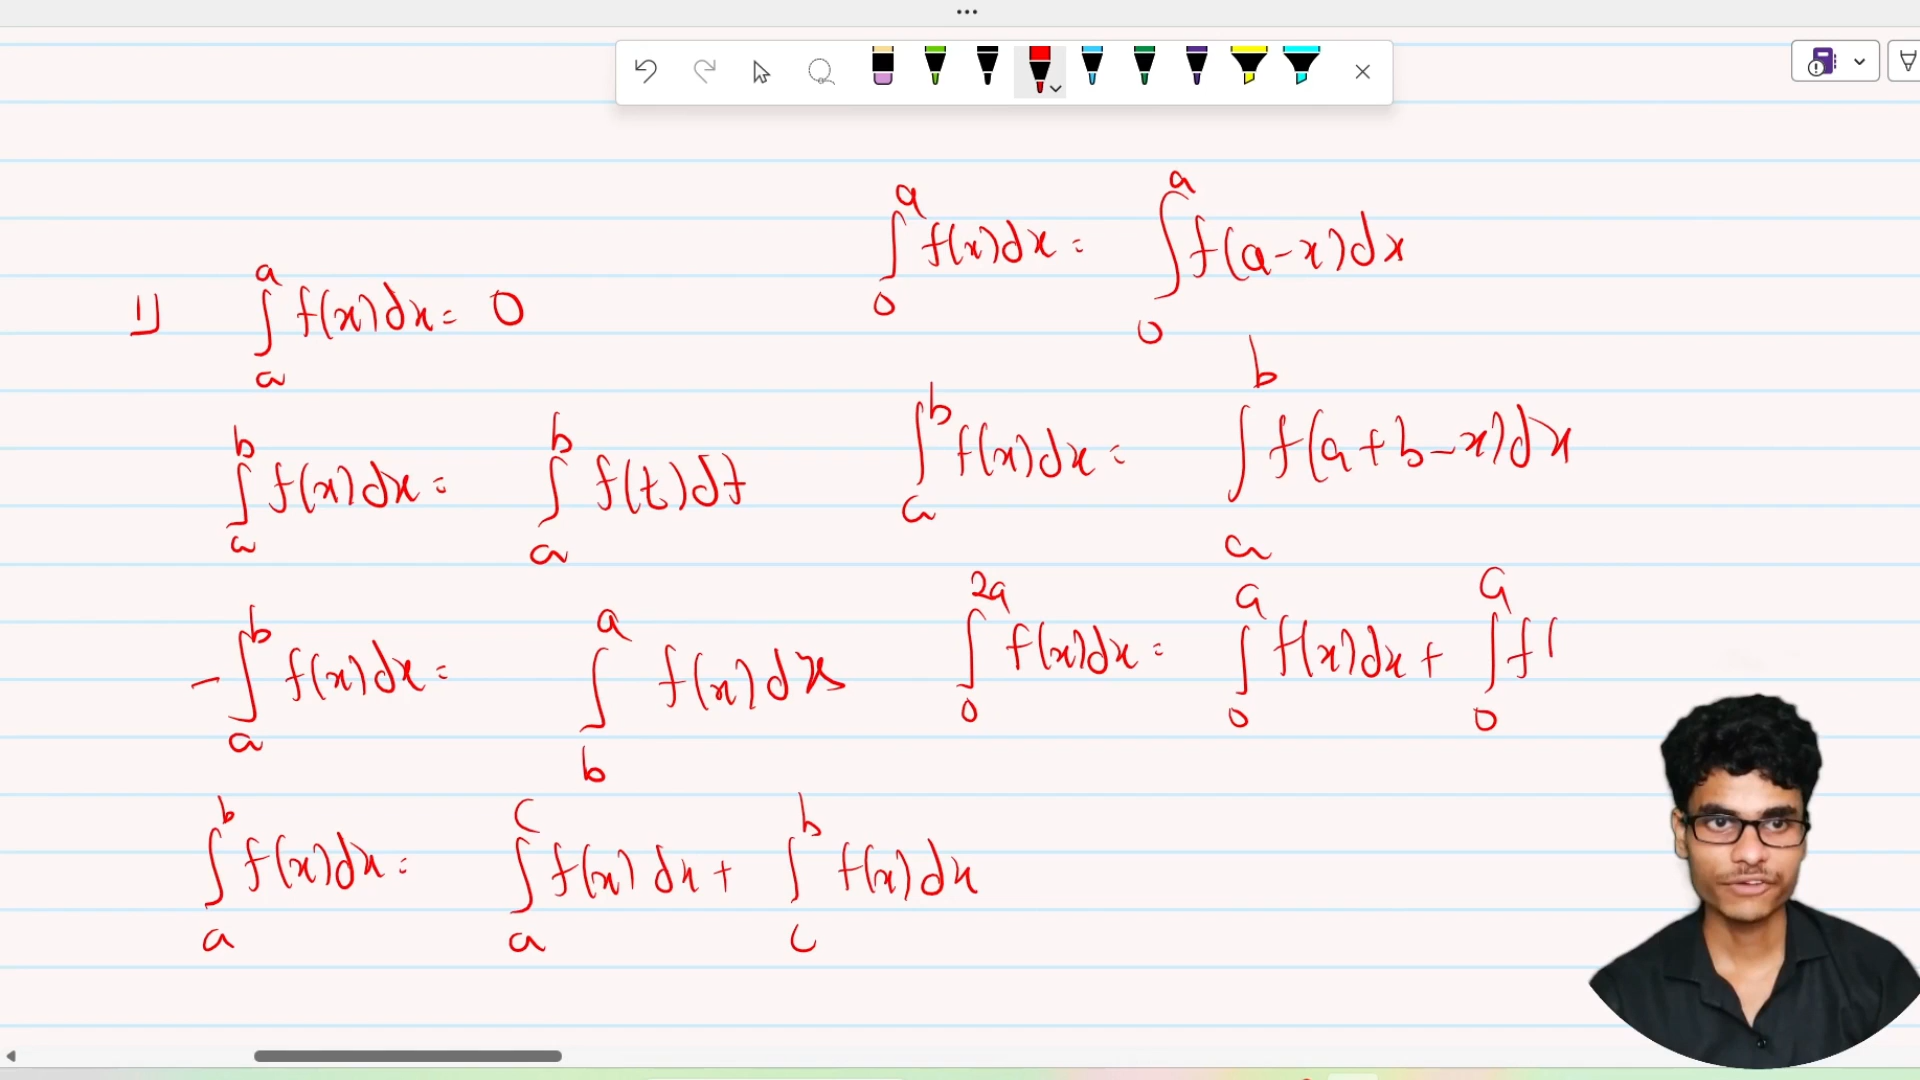 1) ∫_a^a f(x)dx = 0
∫_a^b f(x)dx = ∫_a^b f(t)dt
-∫_a^b f(x)dx = ∫_b^a f(x)dx
∫_a^b f(x)dx = ∫_a^c f(x)dx + ∫_c^b f(x)dx
∫_0^a f(x)dx = ∫_0^a f(a-x)dx
∫_a^b f(x)dx = ∫_a^b f(a+b-x)dx
∫_0^2a f(x)dx = ∫_0^a f(x)dx + ∫_0^a f(